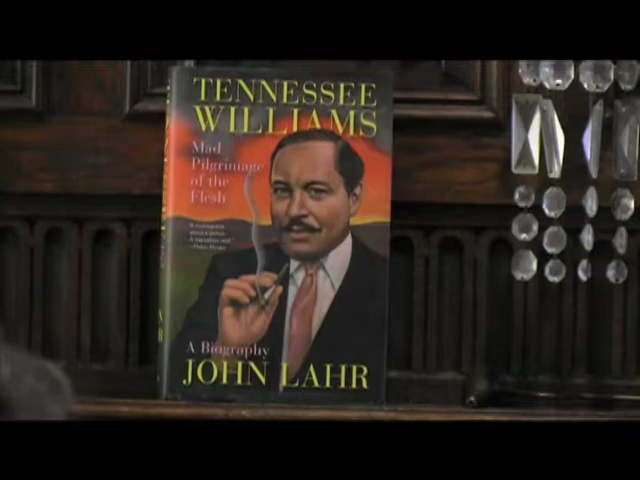 TENNESSEE
WILLIAMS
Mad
Pilgrimage
of the
Flesh
A Biography
JOHN LAHR